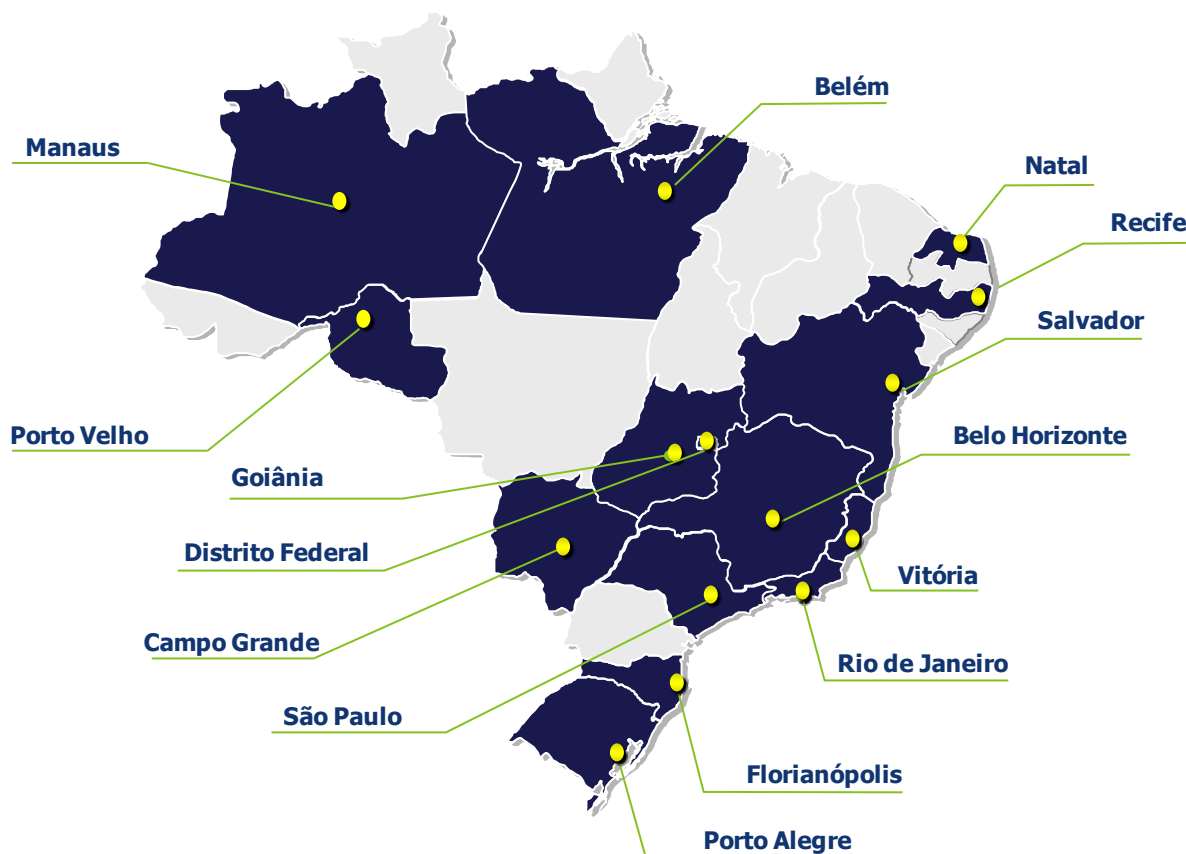 Belém
Manaus
Natal
Recife
Salvador
Porto Velho
Belo Horizonte
Goiânia
Distrito Federal
Vitória
Campo Grande
Rio de Janeiro
São Paulo
Florianópolis
Porto Alegre